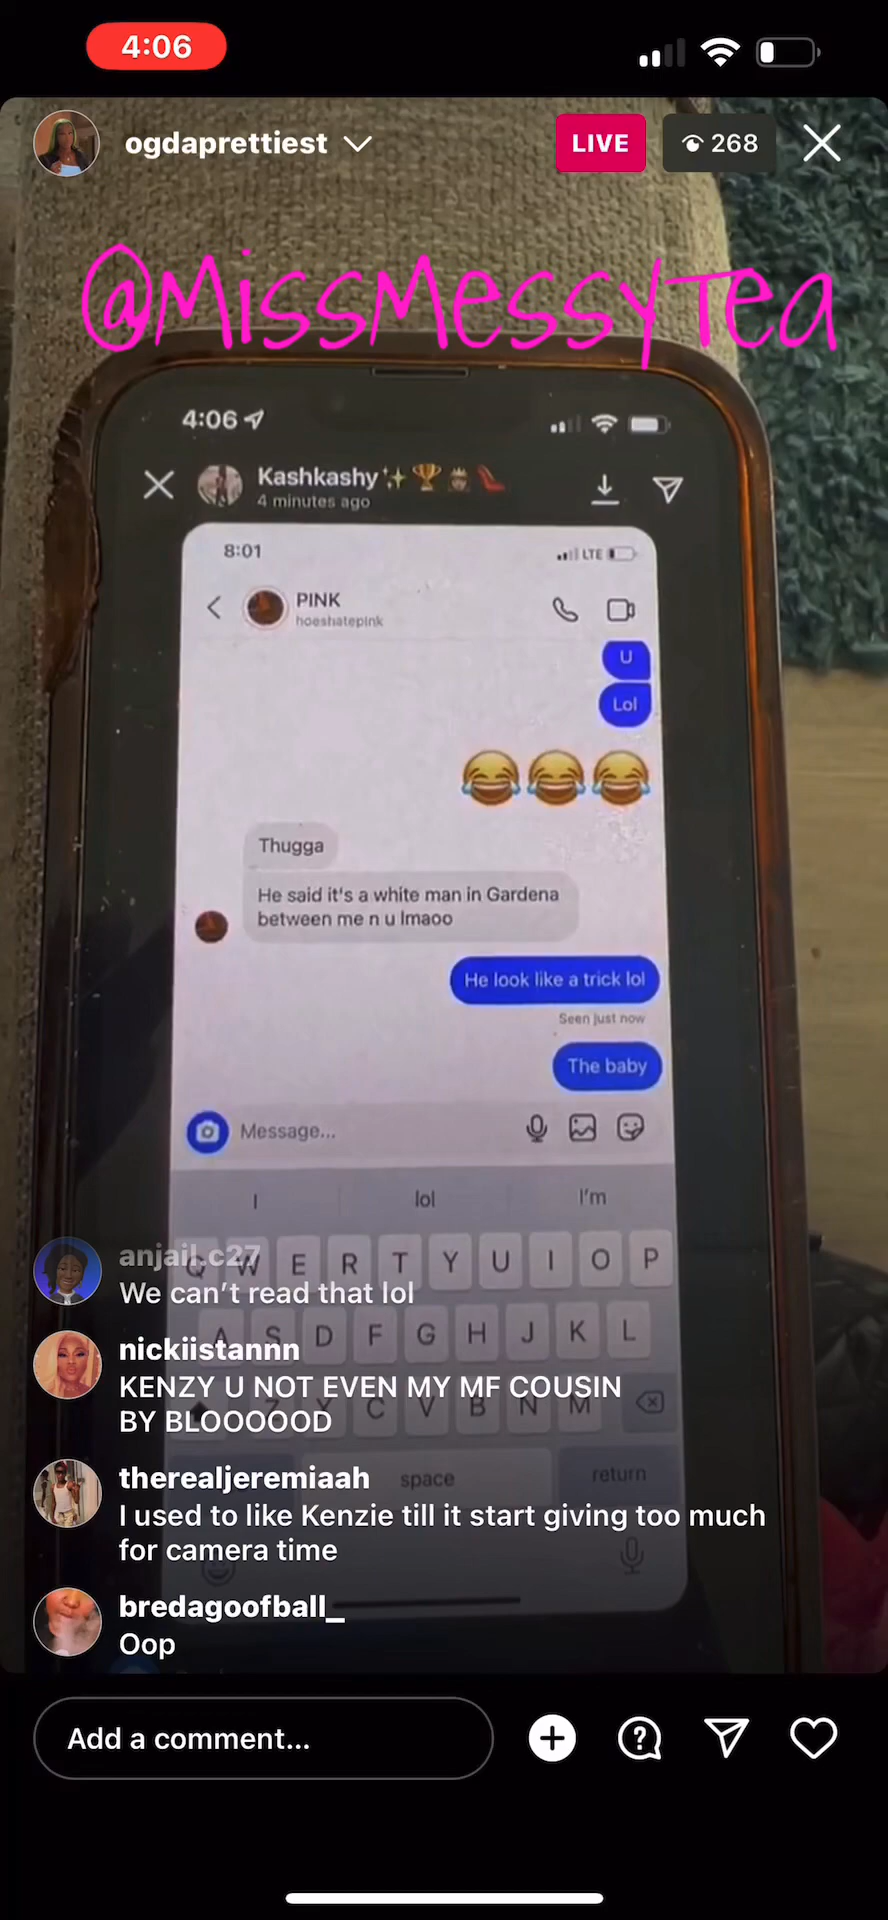 4:06
ogdaprettiest
LIVE
268
@MissMessyTea
4:06
Kashkashy
4 minutes ago
8:01
LTE
PINK
hoeshatepink
U
Lol
Thugga
He said it's a white man in Gardena
between me n u lmaoo
He look like a trick lol
Seen just now
The baby
Message...
I
lol
I'm
Q W E R T Y U I O P
A S D F G H J K L
Z X C V B N M
space
return
anjail.c27
We can't read that lol
nickiistannn
KENZY U NOT EVEN MY MF COUSIN
BY BLOOOOOD
therealjeremiaah
I used to like Kenzie till it start giving too much
for camera time
bredagoofball_
Oop
Add a comment...